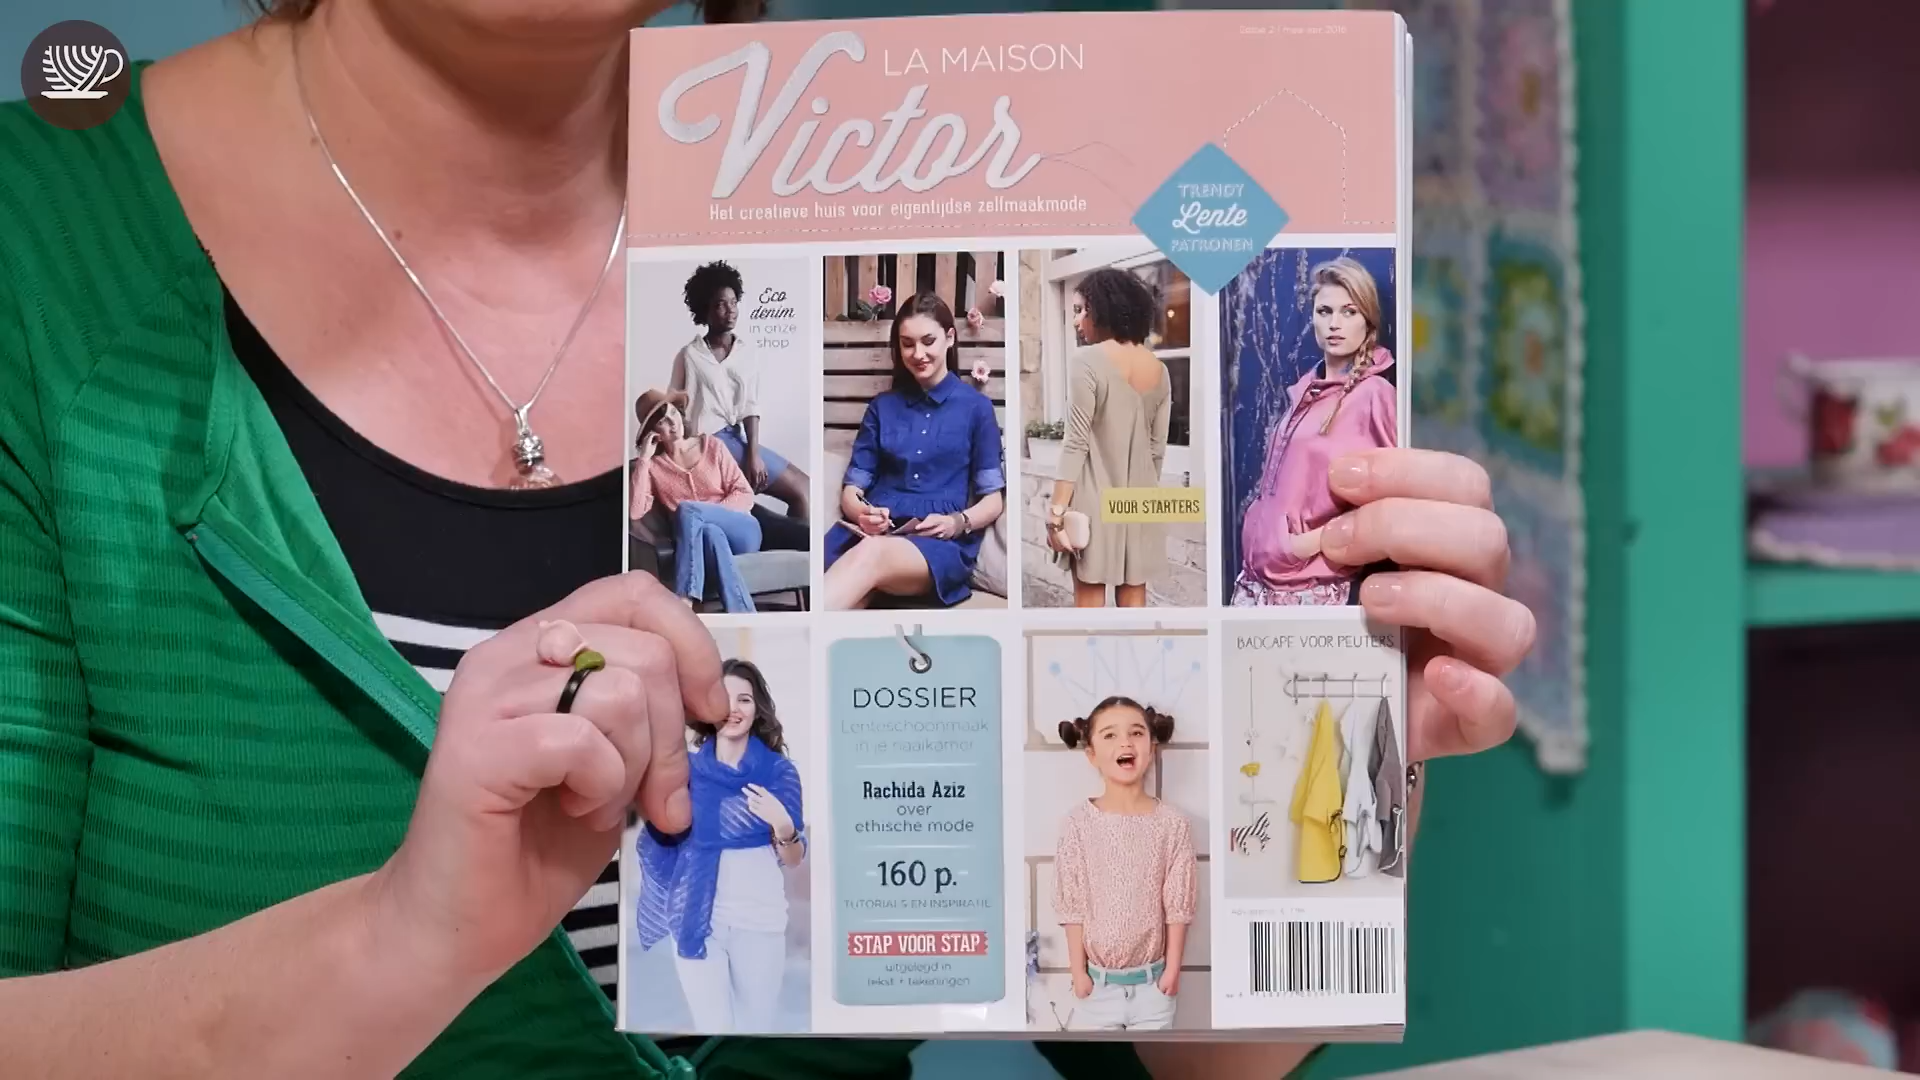 LA MAISON
Victor
Het creatieve huis voor eigentijdse zelfmaakmode
TRENDY
Lente
PATRONEN
Eco
denim
in onze
shop
VOOR STARTERS
BADCAPE VOOR PEUTERS
DOSSIER
Lenteschoonmaak
in je naaikamer
Rachida Aziz
over
ethische mode
160 p.
TUTORIALS EN INSPIRATIE
STAP VOOR STAP
uitgelegd in
tekst + tekeningen